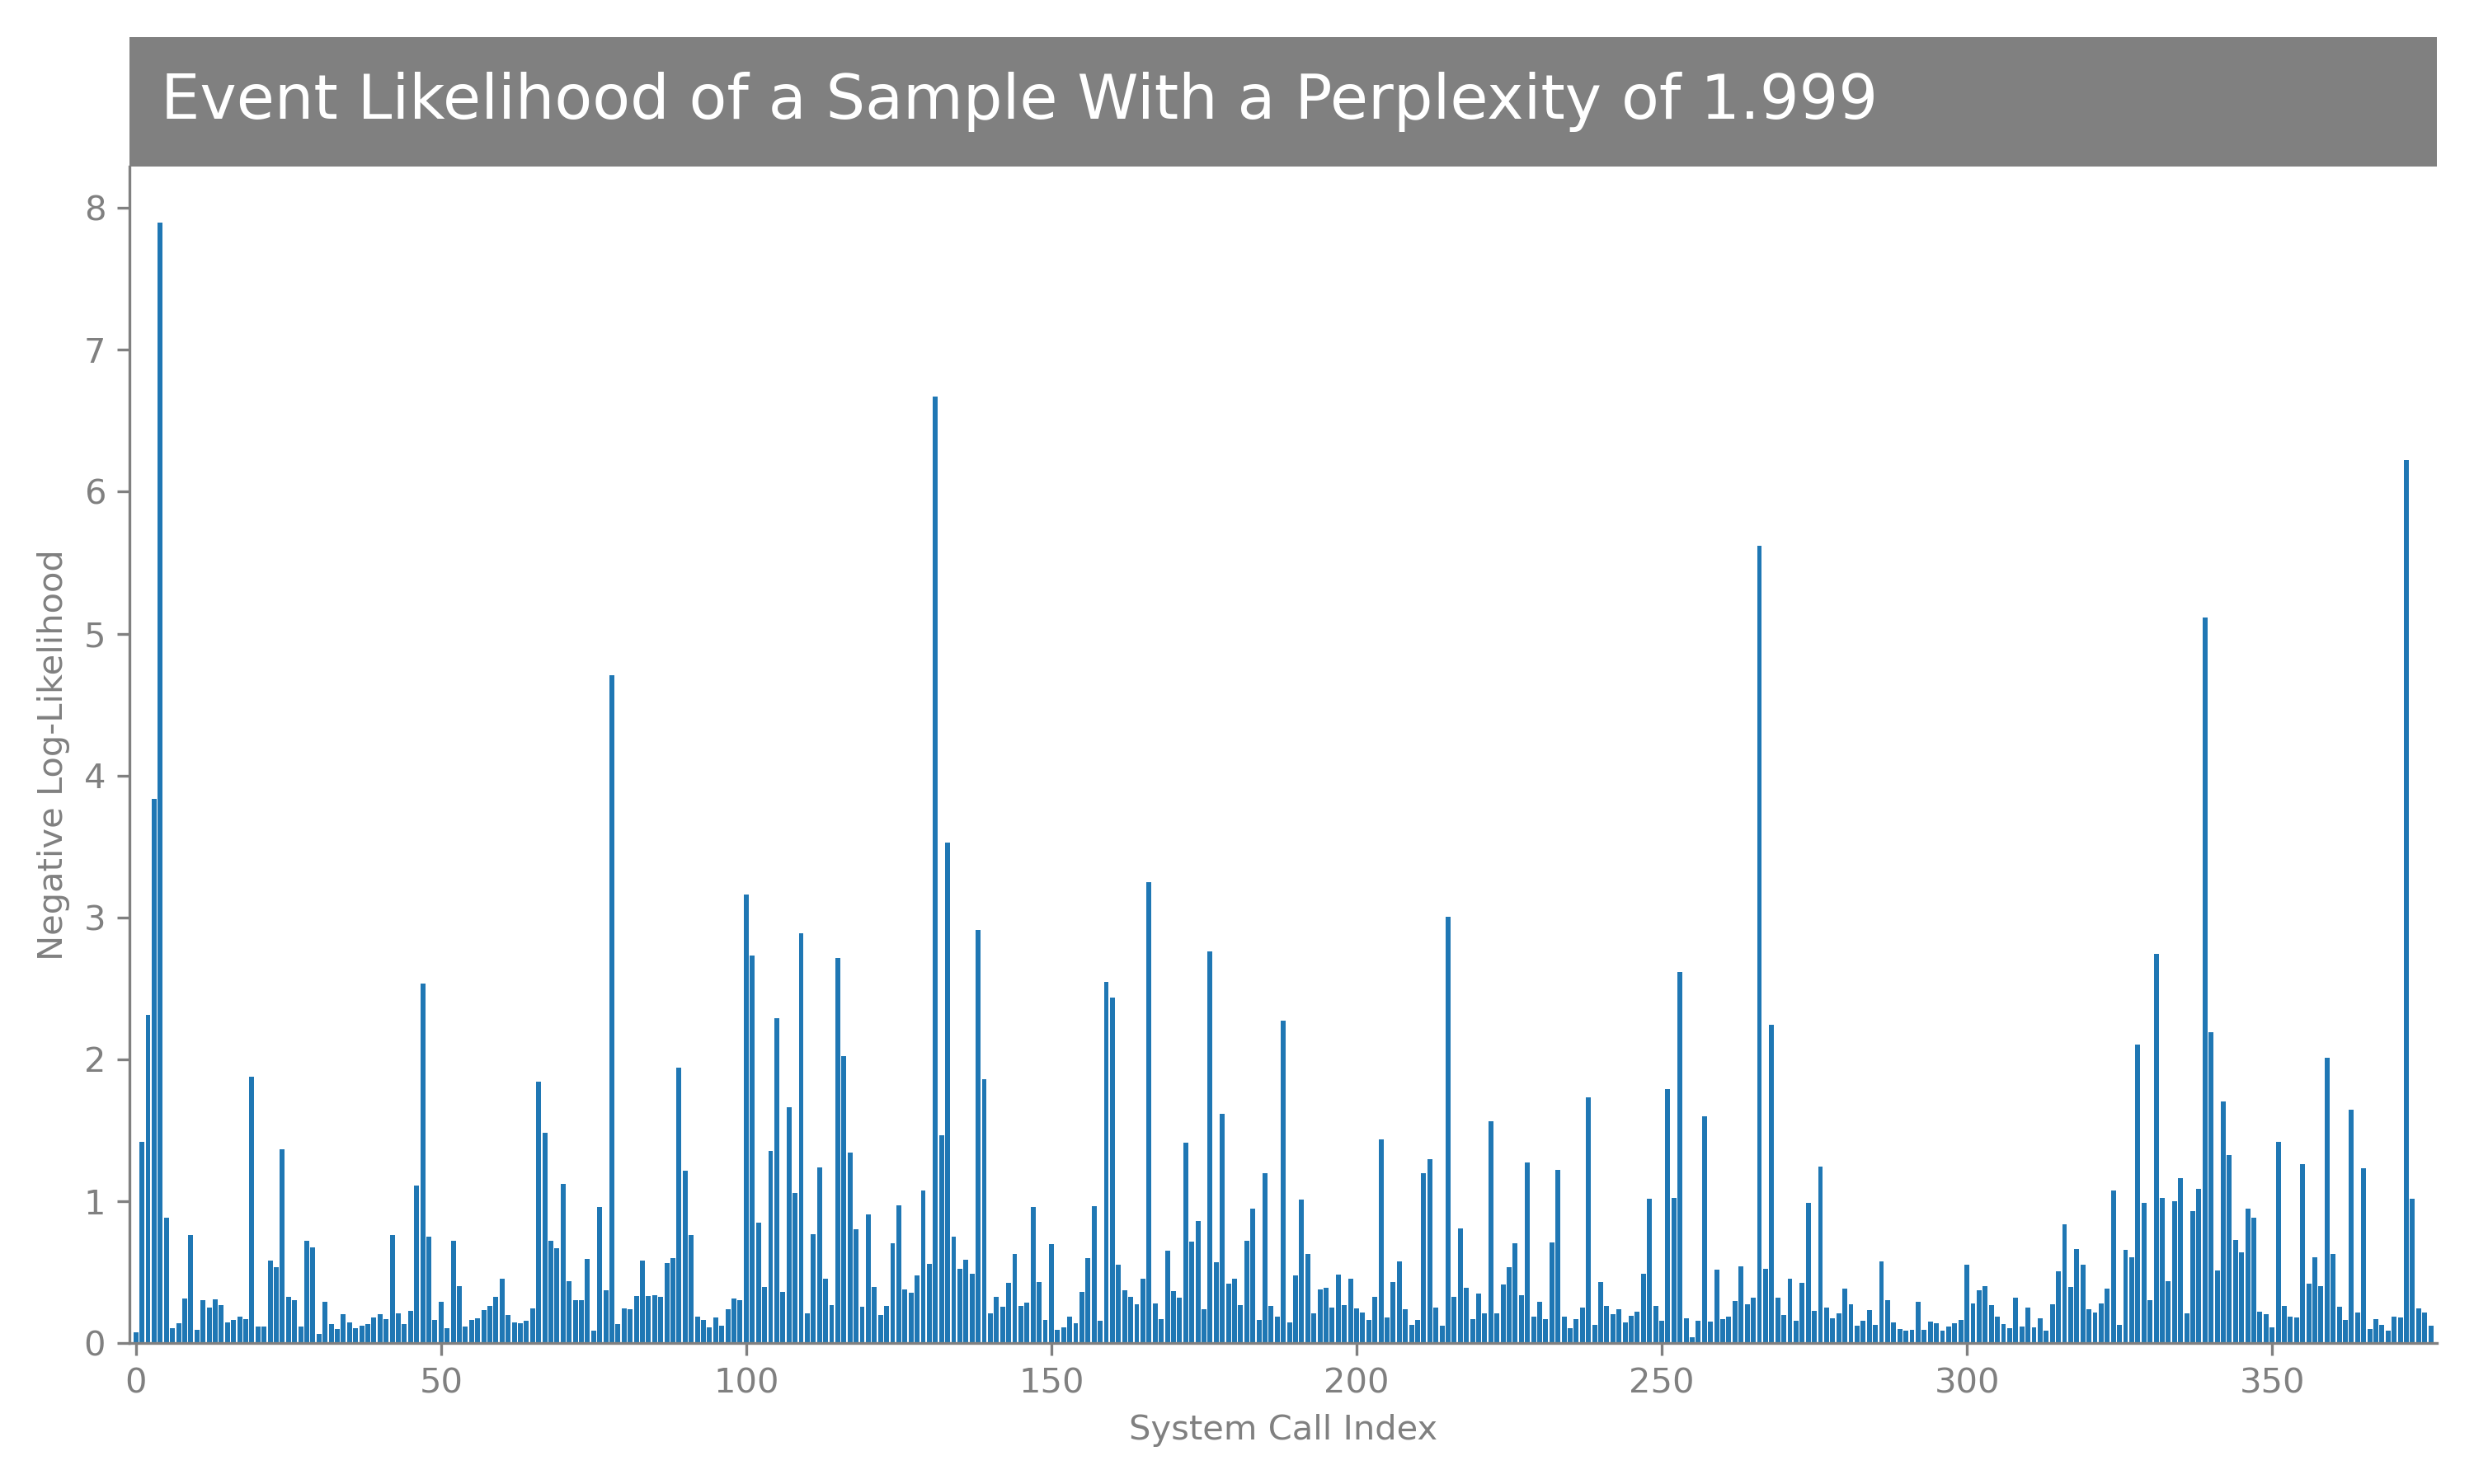 Event Likelihood of a Sample With a Perplexity of 1.999
8
7
6
5
4
3
2
1
0
Negative Log-Likelihood
0 50 100 150 200 250 300 350
System Call Index